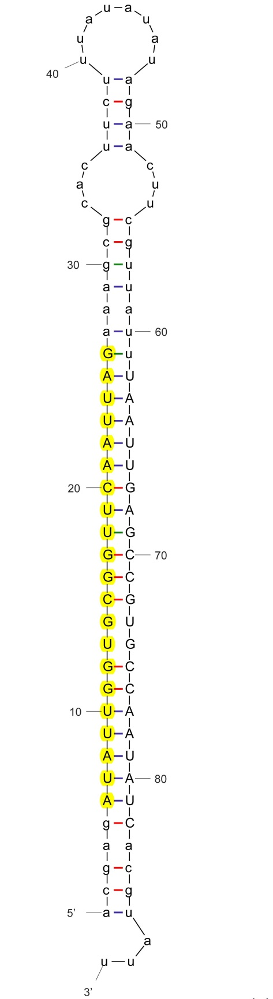 u a
a u
u a
u u
40
u a
c g
u a 50
u a
c c
a u
c u
g c
c g
30 g u
a u
a a
a u 60
G u
A U
U A
U A
A U
A U
20 C G
U A
U G
G C 70
G C
C G
G U
U G
G C
G C
10 U A
U A
A U
U A 80
A U
g C
a a
g c
c g
5’ a u
a
u u
3’